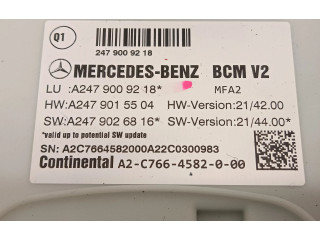 Q1
247 900 92 18
MERCEDES-BENZ BCM V2
LU :A247 900 92 18* MFA2
HW:A247 901 55 04 HW-Version:21/42.00
SW:A247 902 68 16* SW-Version:21/44.00*
*valid up to potential SW update
SN: A2C7664582000A22C0300983
Continental A2-C766-4582-0-00